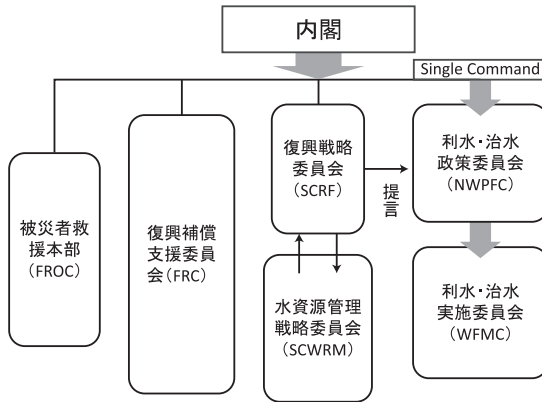 内閣
Single Command
復興戦略
委員会
(SCRF)
提言
利水・治水
政策委員会
(NWPFC)
被災者救
援本部
(FROC)
復興補償
支援委員
会(FRC)
水資源管理
戦略委員会
(SCWRM)
利水・治水
実施委員会
(WFMC)